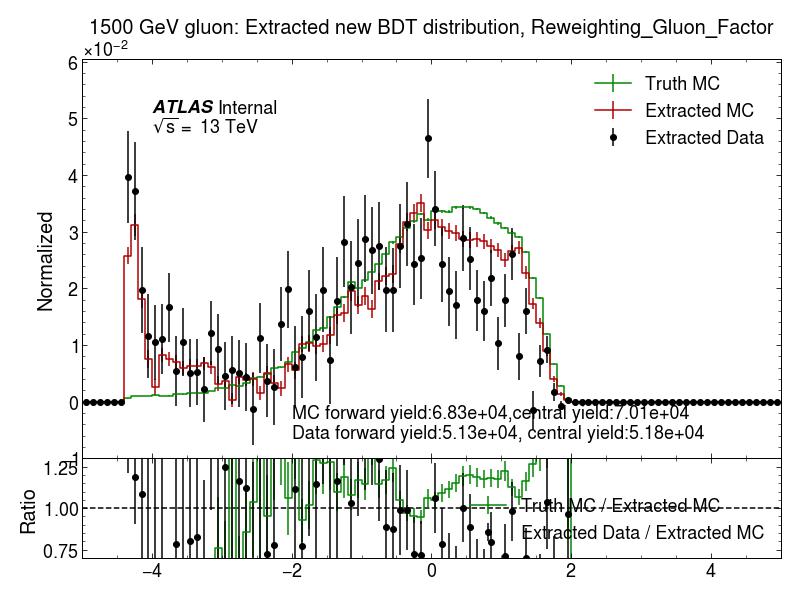 1500 GeV gluon: Extracted new BDT distribution, Reweighting_Gluon_Factor
×10−2
6
5
4
3
2
1
0
Normalized
ATLAS Internal
√s = 13 TeV
Truth MC
Extracted MC
Extracted Data
MC forward yield:6.83e+04,central yield:7.01e+04
Data forward yield:5.13e+04, central yield:5.18e+04
1
1.25
1.00
0.75
Ratio
Truth MC / Extracted MC
Extracted Data / Extracted MC
−4
−2
0
2
4